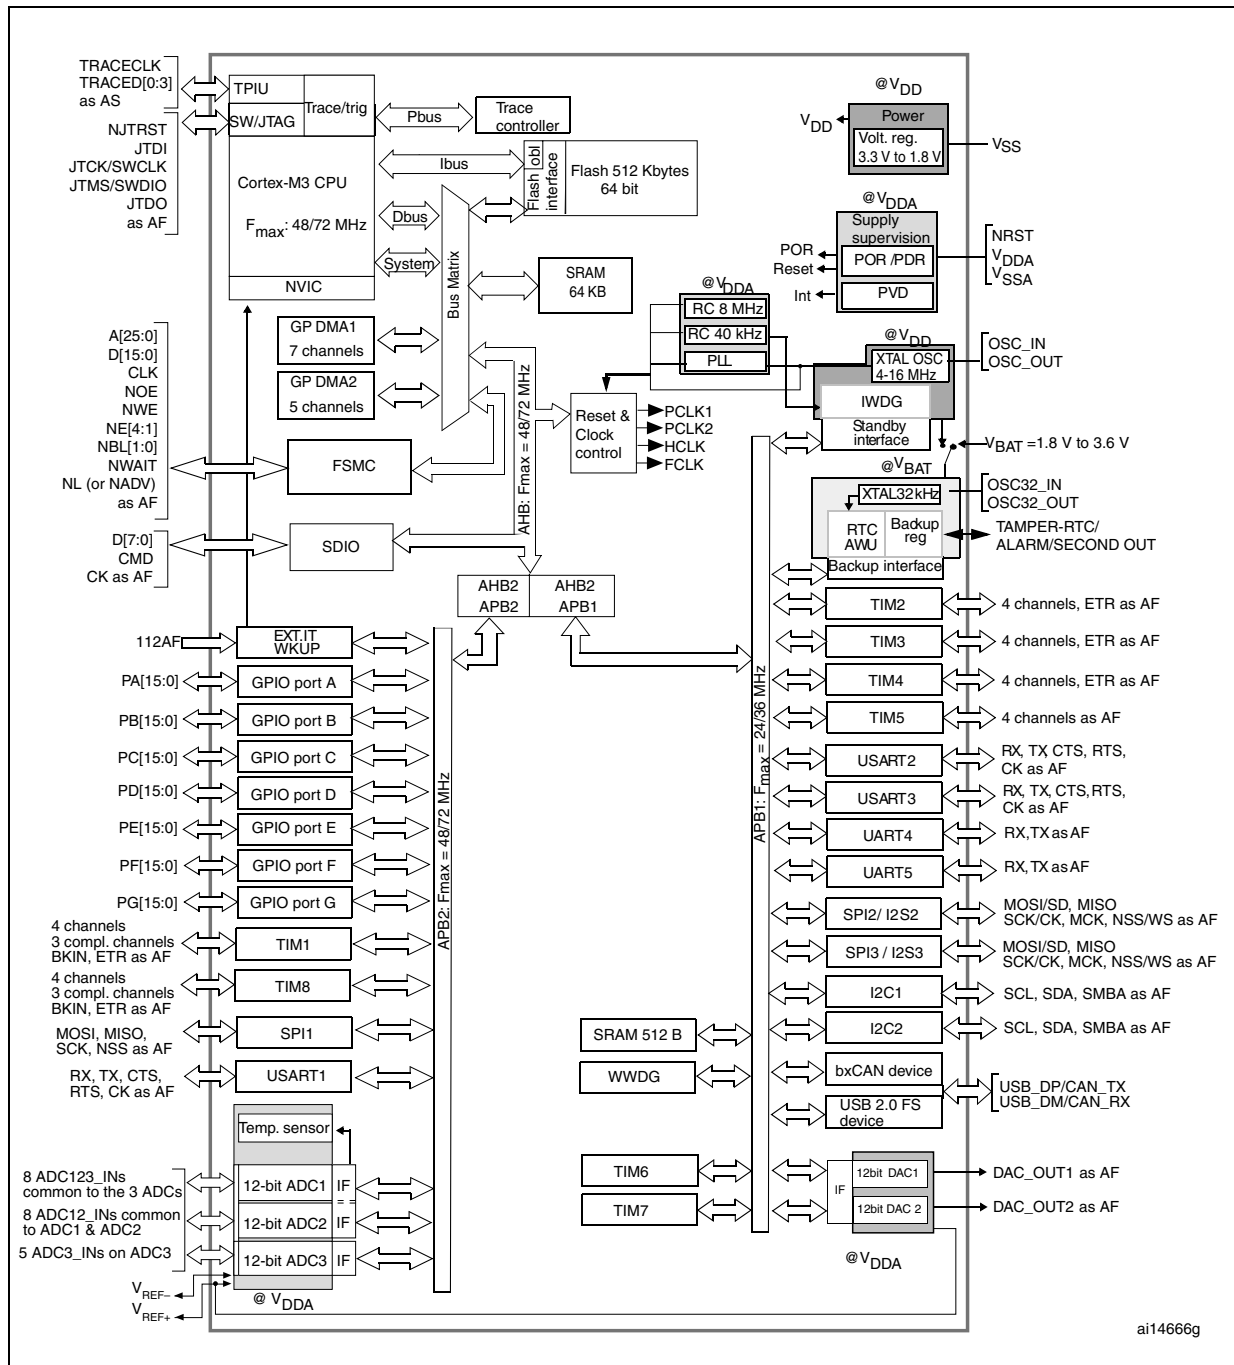 TRACECLK
TRACED[0:3]
as AS
NJTRST
JTDI
JTCK/SWCLK
JTMS/SWDIO
JTDO
as AF
TPIU
SW/JTAG
Trace/trig
Cortex-M3 CPU
Fmax: 48/72 MHz
NVIC
Pbus
Trace
controller
Ibus
Dbus
System
Flash obl
interface
Flash 512 Kbytes
64 bit
Bus Matrix
SRAM
64 KB
GP DMA1
7 channels
GP DMA2
5 channels
@VDD
VDD
Power
Volt. reg.
3.3 V to 1.8 V
VSS
@VDDA
Supply
supervision
POR
Reset
Int
POR /PDR
PVD
NRST
VDDA
VSSA
@VDDA
RC 8 MHz
RC 40 kHz
PLL
@VDD
XTAL OSC
4-16 MHz
OSC_IN
OSC_OUT
IWDG
Standby
interface
VBAT =1.8 V to 3.6 V
Reset &
Clock
control
PCLK1
PCLK2
HCLK
FCLK
@VBAT
XTAL32kHz
OSC32_IN
OSC32_OUT
RTC
AWU
Backup
reg
Backup interface
TAMPER-RTC/
ALARM/SECOND OUT
A[25:0]
D[15:0]
CLK
NOE
NWE
NE[4:1]
NBL[1:0]
NWAIT
NL (or NADV)
as AF
FSMC
D[7:0]
CMD
CK as AF
SDIO
AHB: Fmax = 48/72 MHz
AHB2
APB2
AHB2
APB1
112AF
EXT.IT
WKUP
PA[15:0]
GPIO port A
PB[15:0]
GPIO port B
PC[15:0]
GPIO port C
PD[15:0]
GPIO port D
PE[15:0]
GPIO port E
PF[15:0]
GPIO port F
PG[15:0]
GPIO port G
4 channels
3 compl. channels
BKIN, ETR as AF
TIM1
4 channels
3 compl. channels
BKIN, ETR as AF
TIM8
MOSI, MISO,
SCK, NSS as AF
SPI1
RX, TX, CTS,
RTS, CK as AF
USART1
Temp. sensor
8 ADC123_INs
common to the 3 ADCs
12-bit ADC1
IF
8 ADC12_INs common
to ADC1 & ADC2
12-bit ADC2
IF
5 ADC3_INs on ADC3
12-bit ADC3
IF
VREF–
VREF+
@ VDDA
APB2: Fmax = 48/72 MHz
APB1: Fmax = 24/36 MHz
TIM2
4 channels, ETR as AF
TIM3
4 channels, ETR as AF
TIM4
4 channels, ETR as AF
TIM5
4 channels as AF
USART2
RX, TX, CTS, RTS,
CK as AF
USART3
RX, TX, CTS, RTS,
CK as AF
UART4
RX,TX as AF
UART5
RX, TX as AF
SPI2/ I2S2
MOSI/SD, MISO
SCK/CK, MCK, NSS/WS as AF
SPI3 / I2S3
MOSI/SD, MISO
SCK/CK, MCK, NSS/WS as AF
I2C1
SCL, SDA, SMBA as AF
I2C2
SCL, SDA, SMBA as AF
SRAM 512 B
WWDG
bxCAN device
USB 2.0 FS
device
USB_DP/CAN_TX
USB_DM/CAN_RX
TIM6
TIM7
IF
12bit DAC1
12bit DAC 2
DAC_OUT1 as AF
DAC_OUT2 as AF
@VDDA
ai14666g